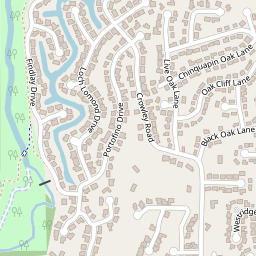 Chinquapin Oak Lane
Findlay Drive
Loch Lomond Drive
Live Oak Lane
Oak Cliff Lane
Portofino Drive
Crowley Road
Black Oak Lane